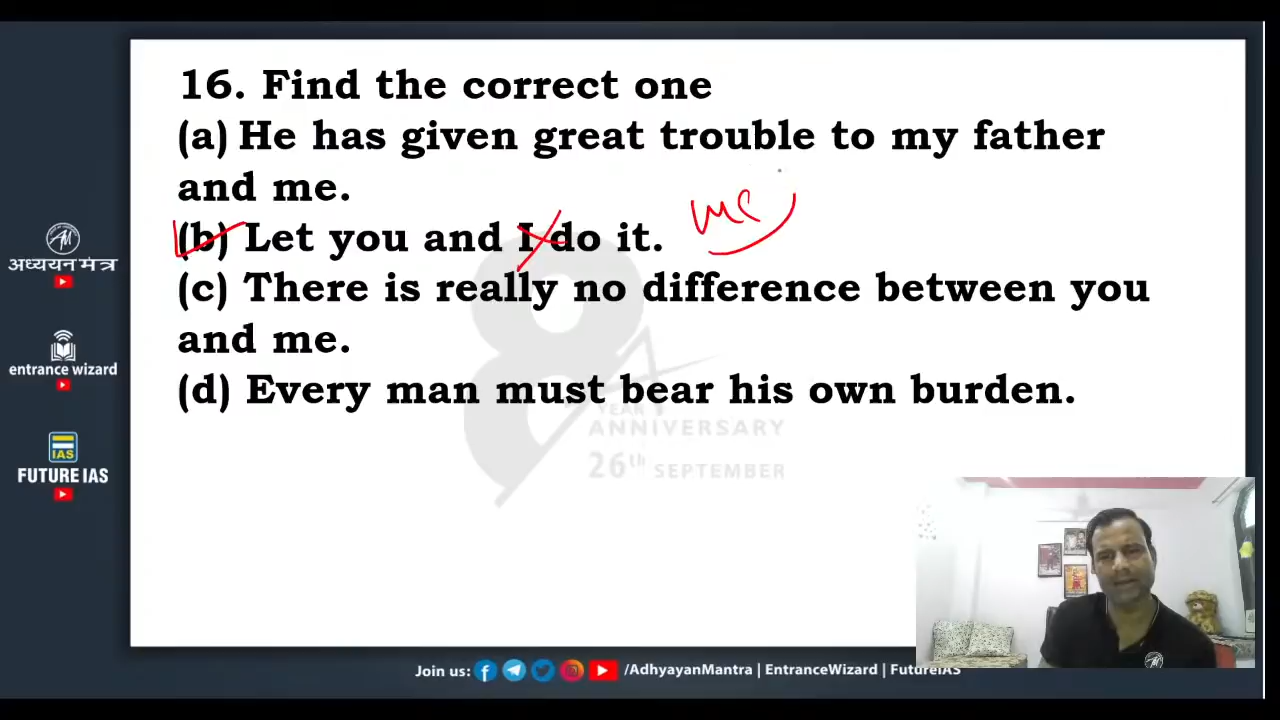 16. Find the correct one
(a) He has given great trouble to my father
and me.
(b) Let you and I do it.
me
(c) There is really no difference between you
and me.
(d) Every man must bear his own burden.
YEAR
ANNIVERSARY
26th SEPTEMBER
अध्ययन मंत्र
entrance wizard
IAS
FUTURE IAS
Join us: /AdhyayanMantra | EntranceWizard | FutureIAS